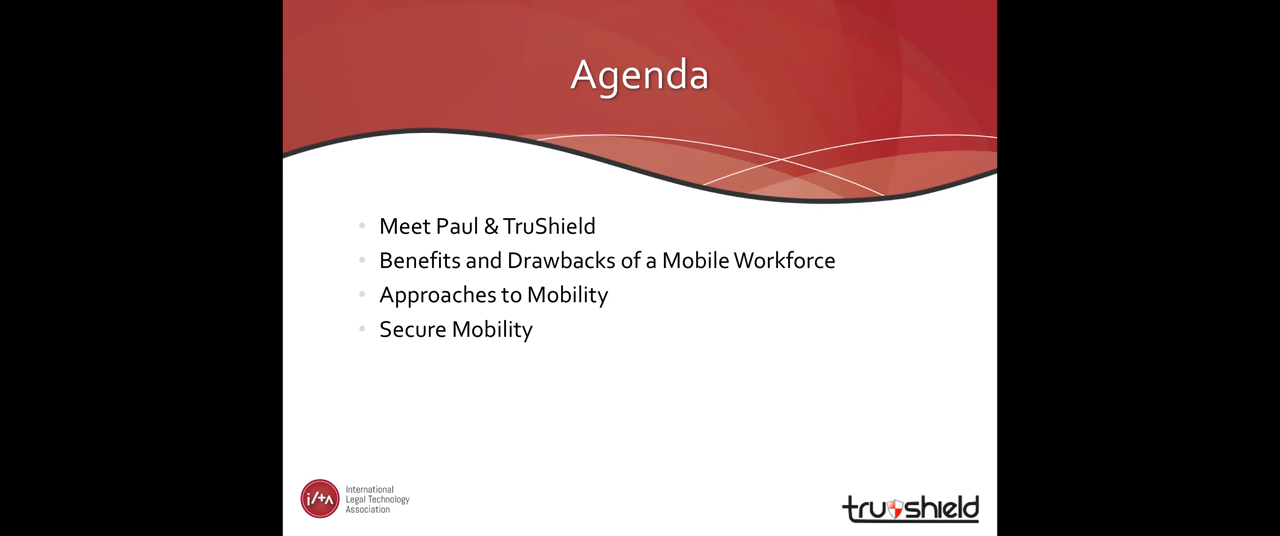 Agenda
• Meet Paul & TruShield
• Benefits and Drawbacks of a Mobile Workforce
• Approaches to Mobility
• Secure Mobility
ilta
International
Legal Technology
Association
trushield